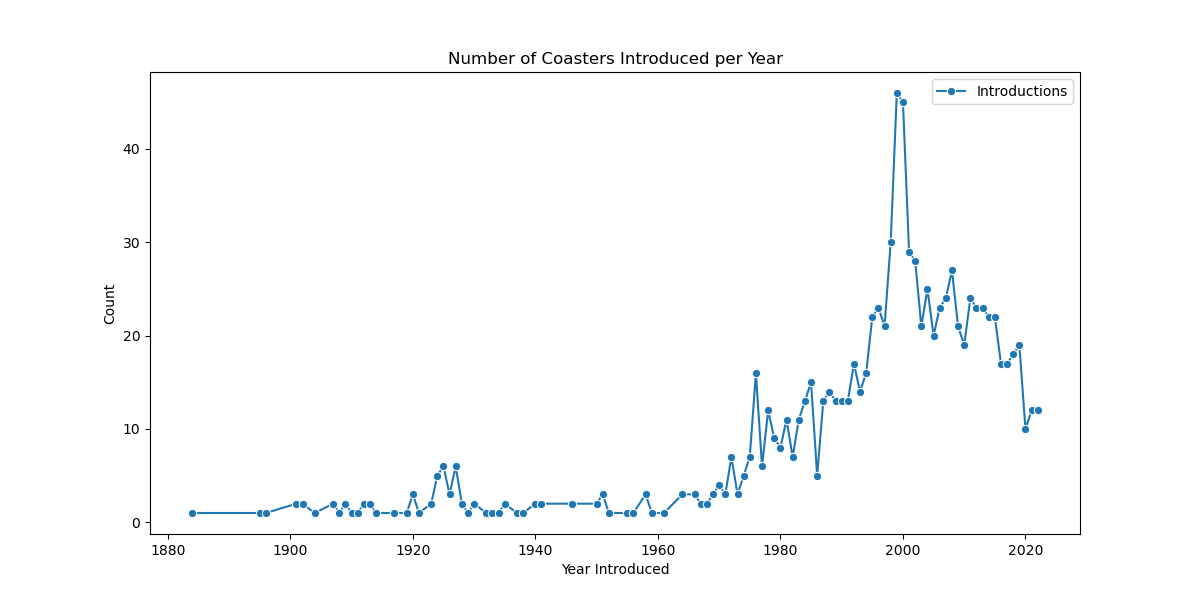 Number of Coasters Introduced per Year
Introductions
40
30
20
10
0
Count
1880 1900 1920 1940 1960 1980 2000 2020
Year Introduced